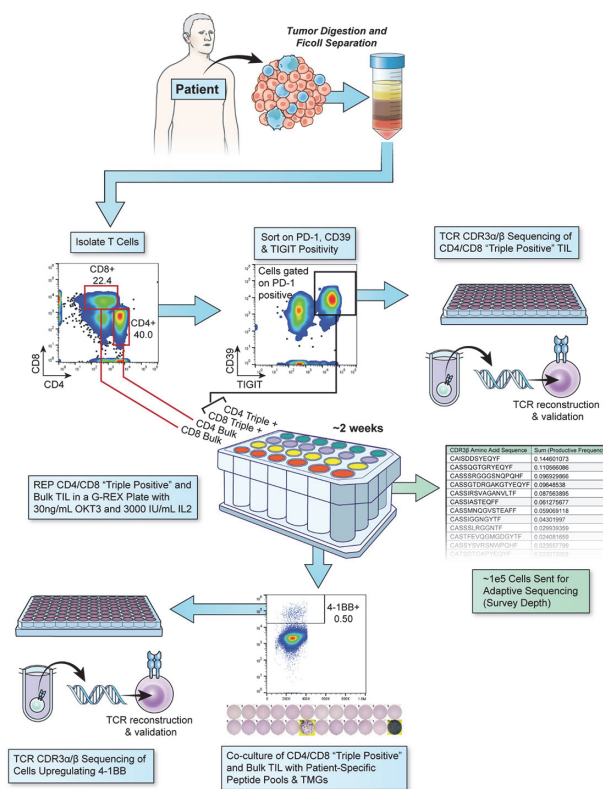 Tumor Digestion and
Ficoll Separation
Patient
Isolate T Cells
Sort on PD-1, CD39
& TIGIT Positivity
TCR CDR3α/β Sequencing of
CD4/CD8 “Triple Positive” TIL
CD8+
22.4
CD4+
40.0
CD8
CD4
Cells gated
on PD-1
positive
CD39
TIGIT
TCR reconstruction
& validation
CD4 Triple +
CD8 Triple +
CD4 Bulk
CD8 Bulk
~2 weeks
REP CD4/CD8 “Triple Positive” and
Bulk TIL in a G-REX Plate with
30ng/mL OKT3 and 3000 IU/mL IL2
CDR3β Amino Acid Sequence Sum (Productive Frequency
CAISDDSYEQYF 0.144601073
CASSQGTGRYEQYF 0.110566086
CASSSRGGGSNQPQHF 0.096929866
CASSGTDRGAKGTYEQYF 0.09648538
CASSIRSVAGANVLTF 0.087563895
CASSIASTEQFF 0.061275677
CASSMNQGVSTEAFF 0.059069118
CASSIGGNGYTF 0.04301997
CASSSLRGGNTF 0.029939359
CASTFEVQGMGDGYTF 0.024081659
~1e5 Cells Sent for
Adaptive Sequencing
(Survey Depth)
4-1BB+
0.50
TCR reconstruction
& validation
TCR CDR3α/β Sequencing of
Cells Upregulating 4-1BB
Co-culture of CD4/CD8 “Triple Positive”
and Bulk TIL with Patient-Specific
Peptide Pools & TMGs